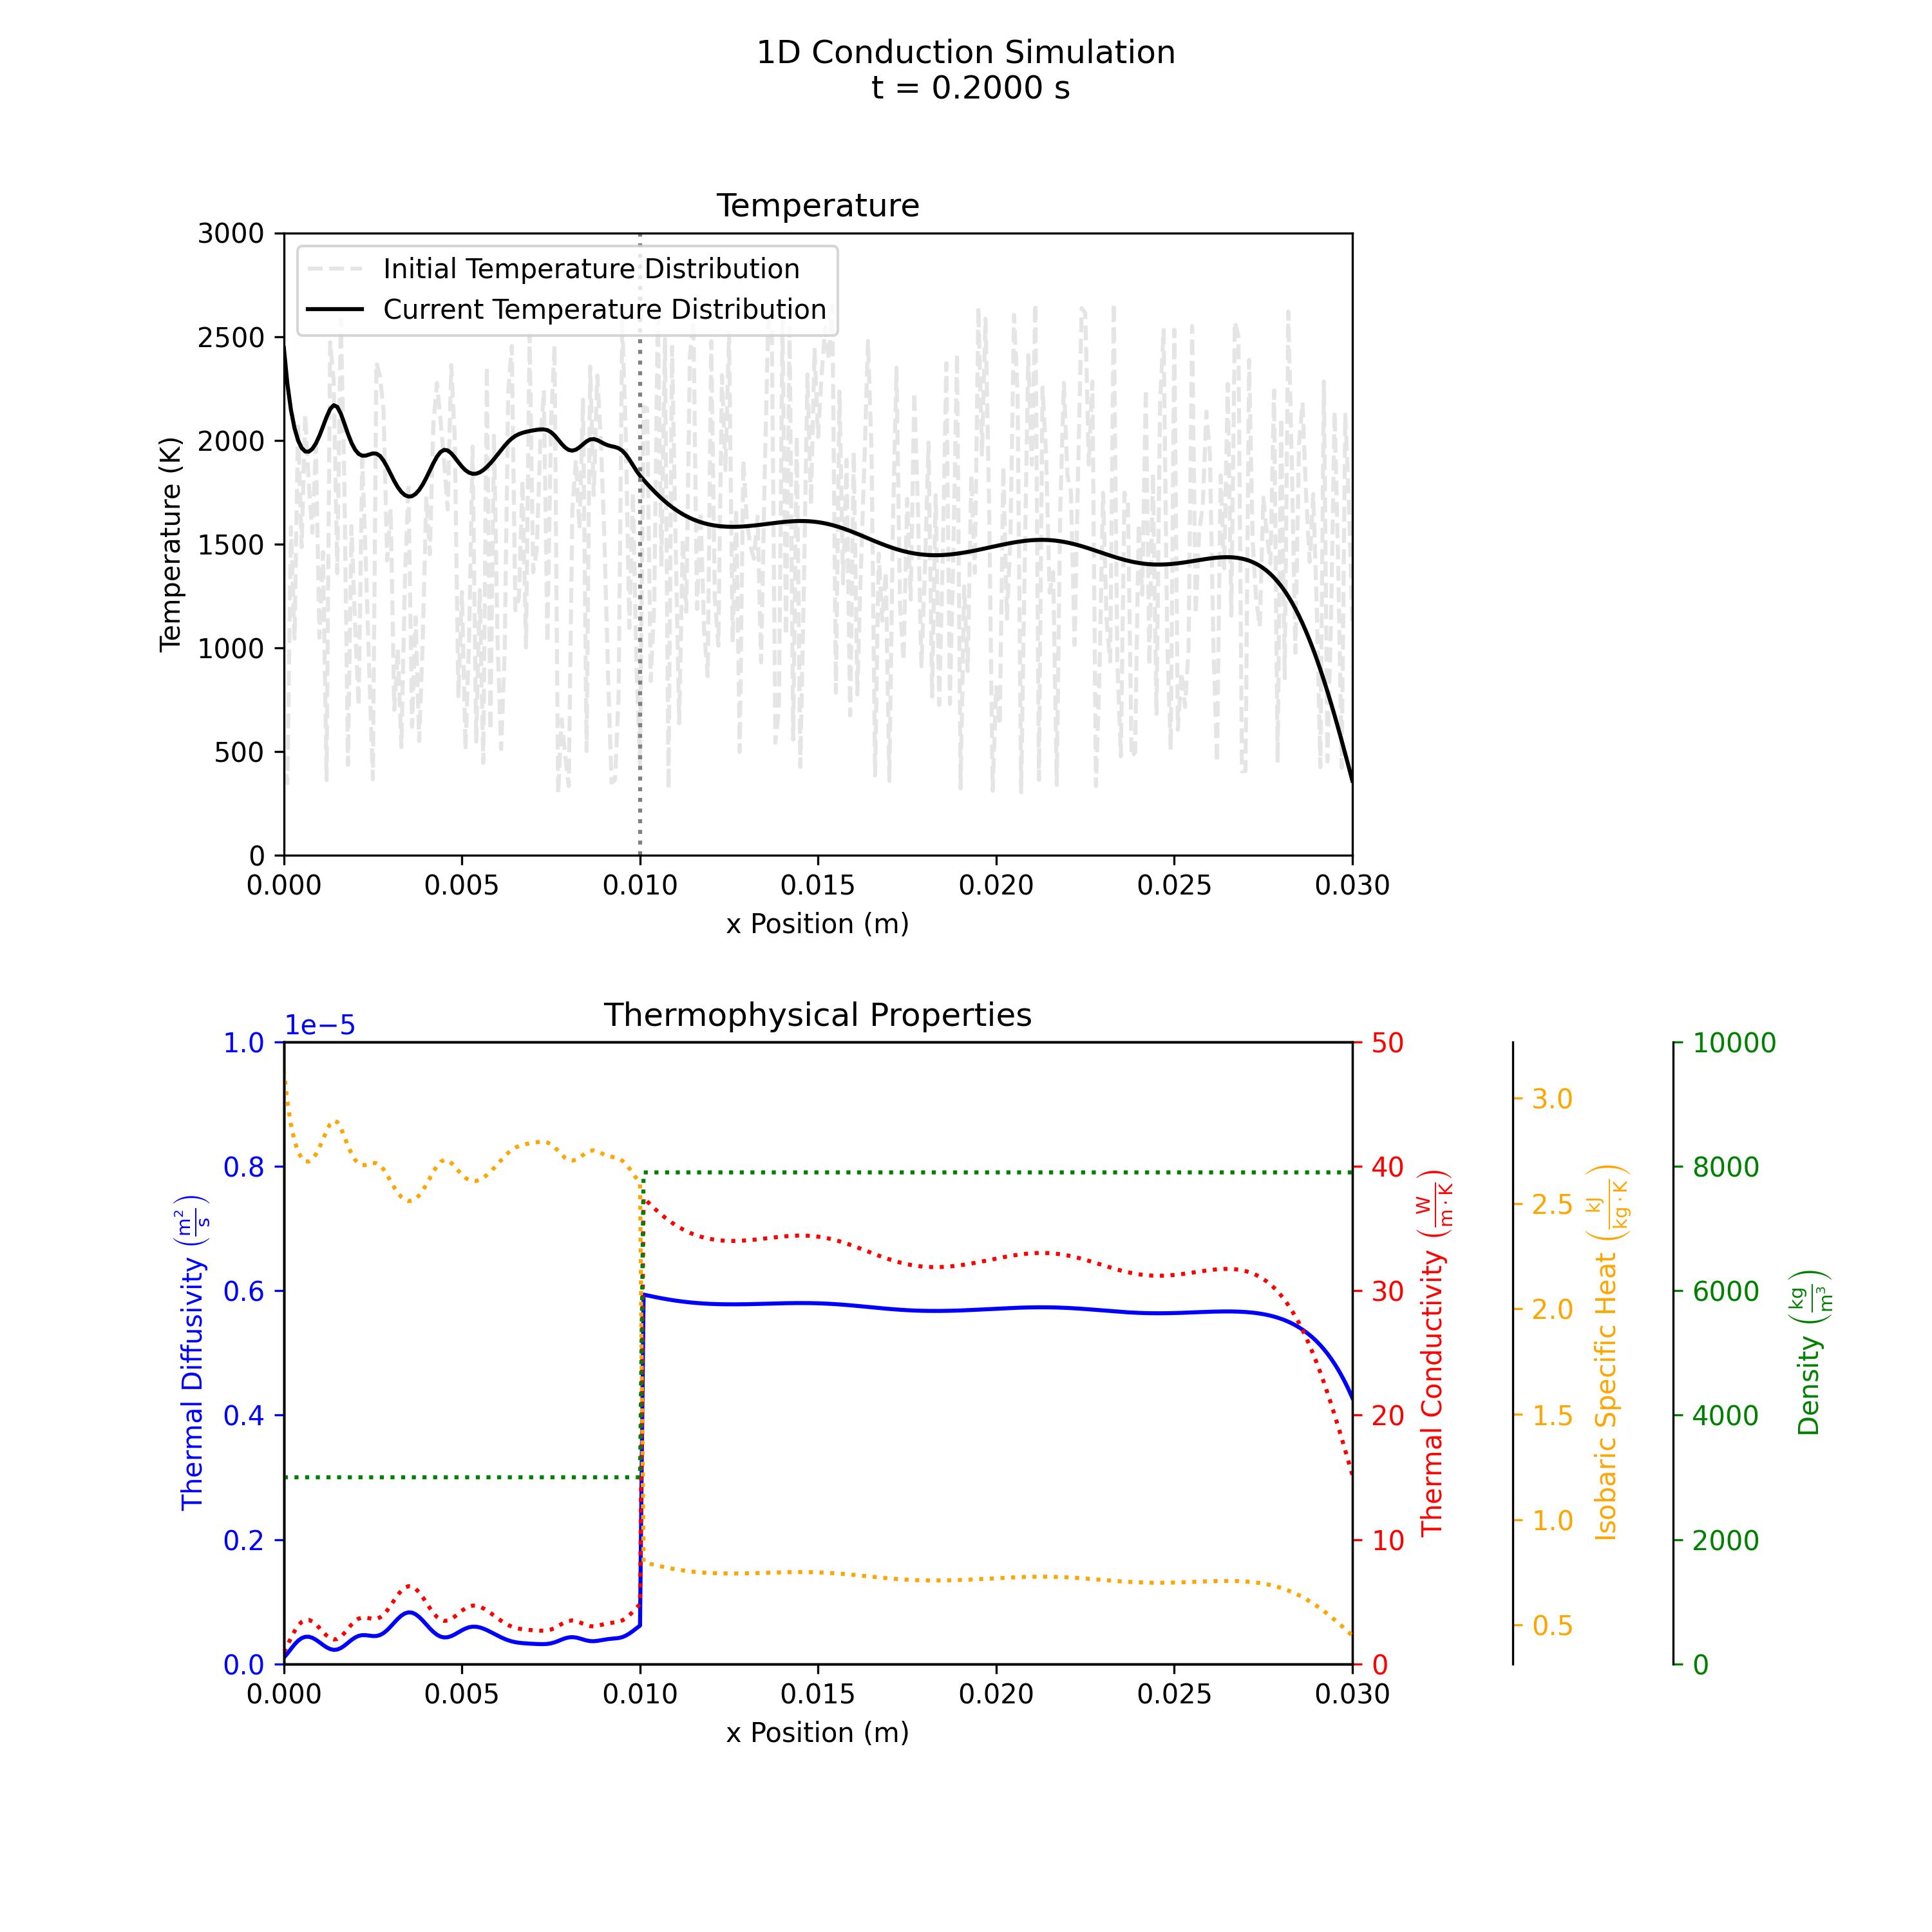 1D Conduction Simulation
t = 0.2000 s
Temperature
Initial Temperature Distribution
Current Temperature Distribution
Temperature (K)
3000
2500
2000
1500
1000
500
0
0.000 0.005 0.010 0.015 0.020 0.025 0.030
x Position (m)
Thermophysical Properties
1e−5
Thermal Diffusivity (m²/s)
1.0
0.8
0.6
0.4
0.2
0.0
0.000 0.005 0.010 0.015 0.020 0.025 0.030
x Position (m)
50
40
30
20
10
0
Thermal Conductivity (W/m · K)
3.0
2.5
2.0
1.5
1.0
0.5
Isobaric Specific Heat (kJ/kg · K)
10000
8000
6000
4000
2000
0
Density (kg/m³)